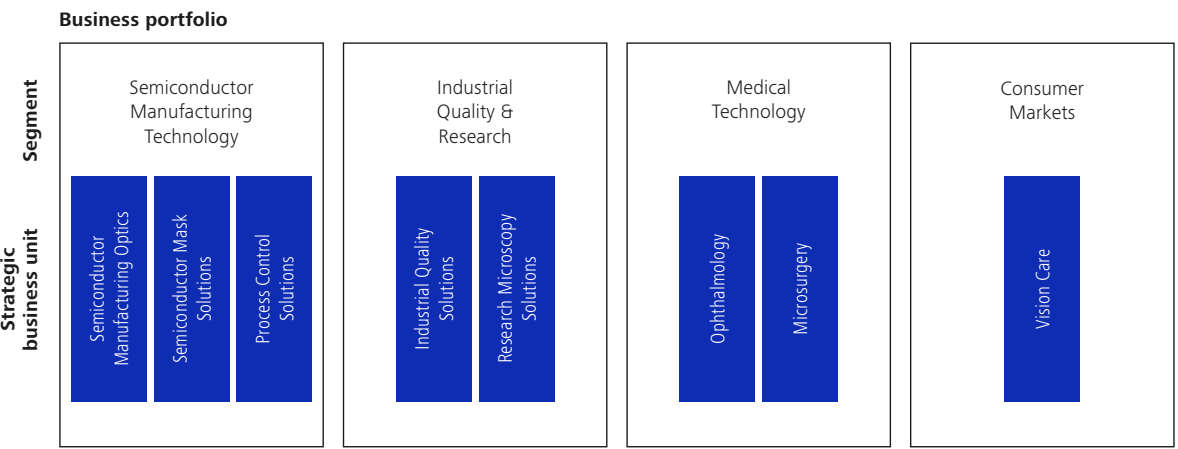 Business portfolio
Segment
Semiconductor
Manufacturing
Technology
Industrial
Quality &
Research
Medical
Technology
Consumer
Markets
Strategic
business unit
Semiconductor
Manufacturing Optics
Semiconductor Mask
Solutions
Process Control
Solutions
Industrial Quality
Solutions
Research Microscopy
Solutions
Ophthalmology
Microsurgery
Vision Care